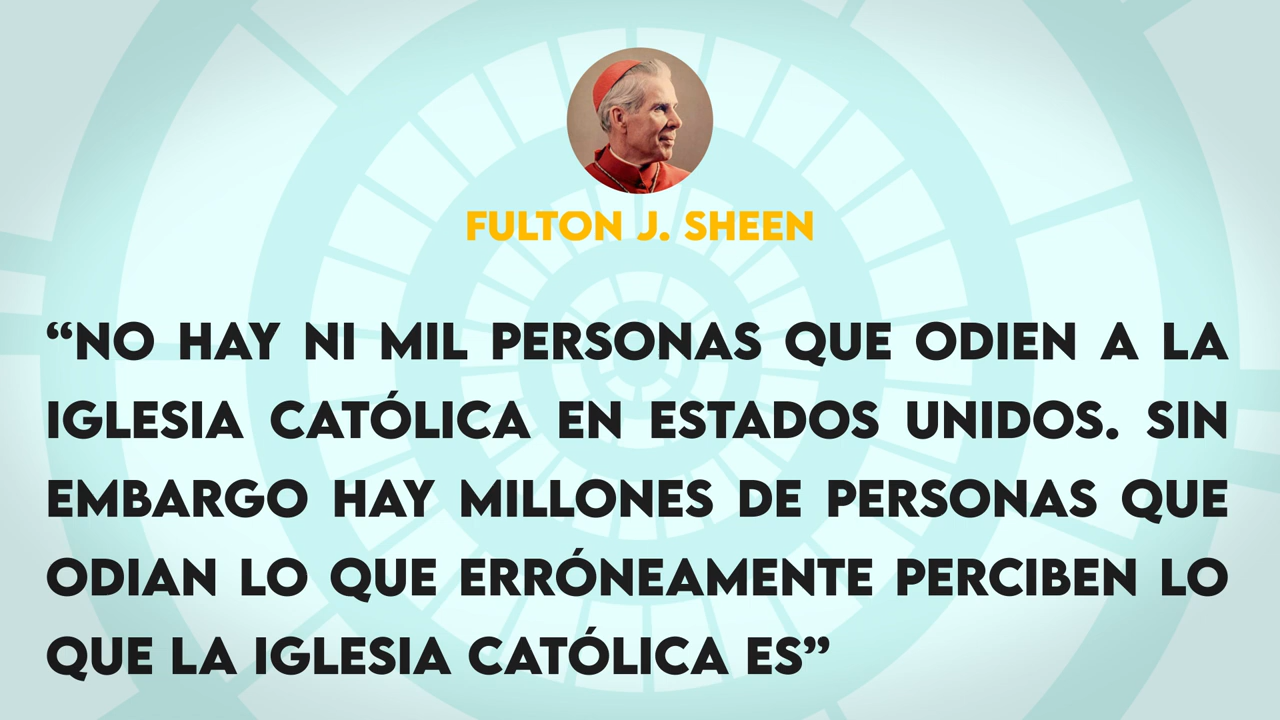 FULTON J. SHEEN
“NO HAY NI MIL PERSONAS QUE ODIEN A LA
IGLESIA CATÓLICA EN ESTADOS UNIDOS. SIN
EMBARGO HAY MILLONES DE PERSONAS QUE
ODIAN LO QUE ERRÓNEAMENTE PERCIBEN LO
QUE LA IGLESIA CATÓLICA ES”